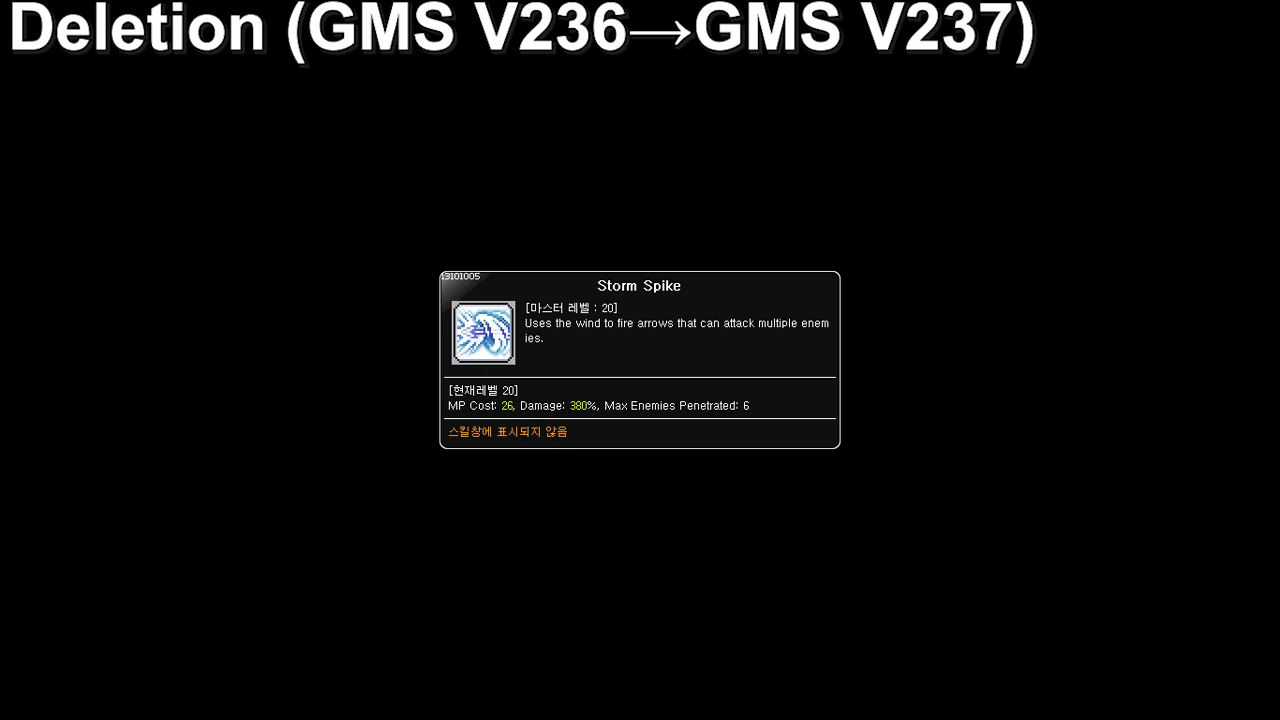 Deletion (GMS V236→GMS V237)
13101005
Storm Spike
[마스터 레벨 : 20]
Uses the wind to fire arrows that can attack multiple enem
ies.
[현재레벨 20]
MP Cost: 26, Damage: 380%, Max Enemies Penetrated: 6
스킬창에 표시되지 않음